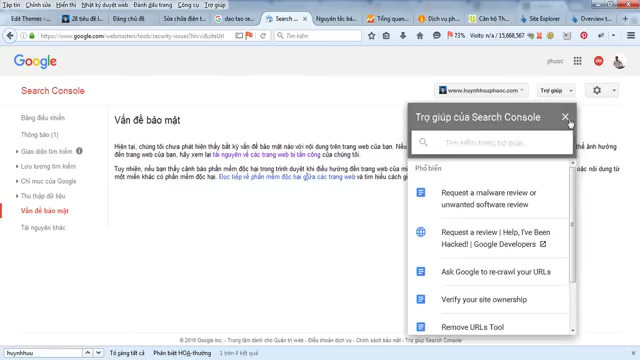 Tập tin Chỉnh sửa Hiển thị Nhật ký duyệt web Đánh dấu trang Công cụ Trợ giúp
Edit Themes 28 tiêu đề Đăng chủ đề Sửa chữa điện dao tao se Search C Nguyên tắc b Tổng quan Dịch vụ ph Căn hộ Th Site Explorer Overview t
https://www.google.com/webmasters/tools/security-issues?hl=vi&siteUrl Tìm kiếm 73% Visits: n/a / 15,668,567
Google phuoc
Search Console www.huynhhuuphuoc.com Trợ giúp
Bảng điều khiển
Thông báo (1)
Giao diện tìm kiếm
Lưu lượng tìm kiếm
Chỉ mục của Google
Thu thập dữ liệu
Vấn đề bảo mật
Tài nguyên khác
Vấn đề bảo mật
Hiện tại, chúng tôi chưa phát hiện thấy bất kỳ vấn đề bảo mật nào với nội dung trên trang web của bạn.
đến trang web của bạn, hãy xem lại tài nguyên về các trang web bị tấn công của chúng tôi.
Tuy nhiên, nếu bạn thấy cảnh báo phần mềm độc hại trong trình duyệt khi điều hướng đến trang web của
một miền khác có phần mềm độc hại. Đọc tiếp về phần mềm độc hại giữa các trang web và tìm hiểu
Trợ giúp của Search Console
Tìm kiếm trong trợ giúp
Phổ biến
Request a malware review or
unwanted software review
Request a review | Help, I've Been
Hacked! | Google Developers
Ask Google to re-crawl your URLs
Verify your site ownership
Remove URLs Tool
© 2016 Google Inc. - Trung tâm dành cho Quản trị web - Điều khoản dịch vụ - Chính sách bảo mật - Trợ giúp
huynhhuu Tô sáng tất cả Phân biệt HOA-thường 1 trên 4 kết quả